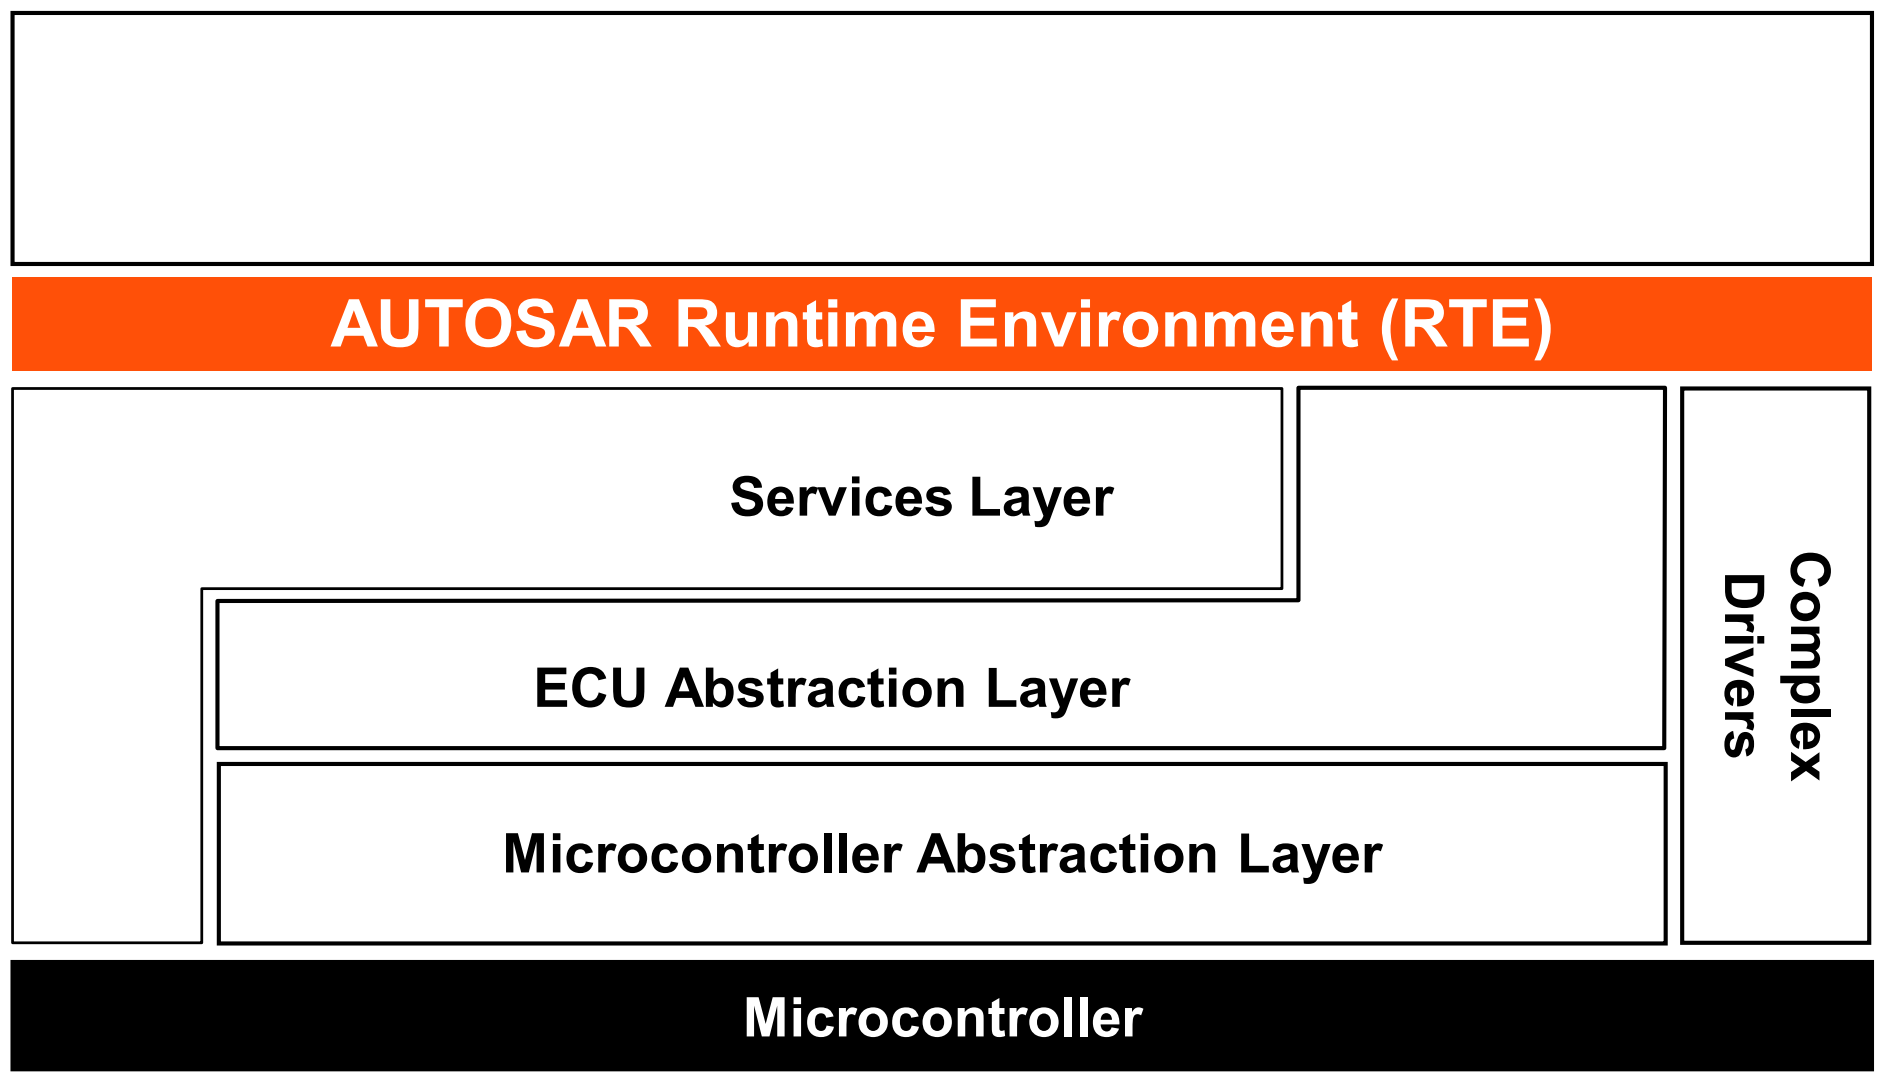 AUTOSAR Runtime Environment (RTE)
Services Layer
ECU Abstraction Layer
Microcontroller Abstraction Layer
Complex
Drivers
Microcontroller